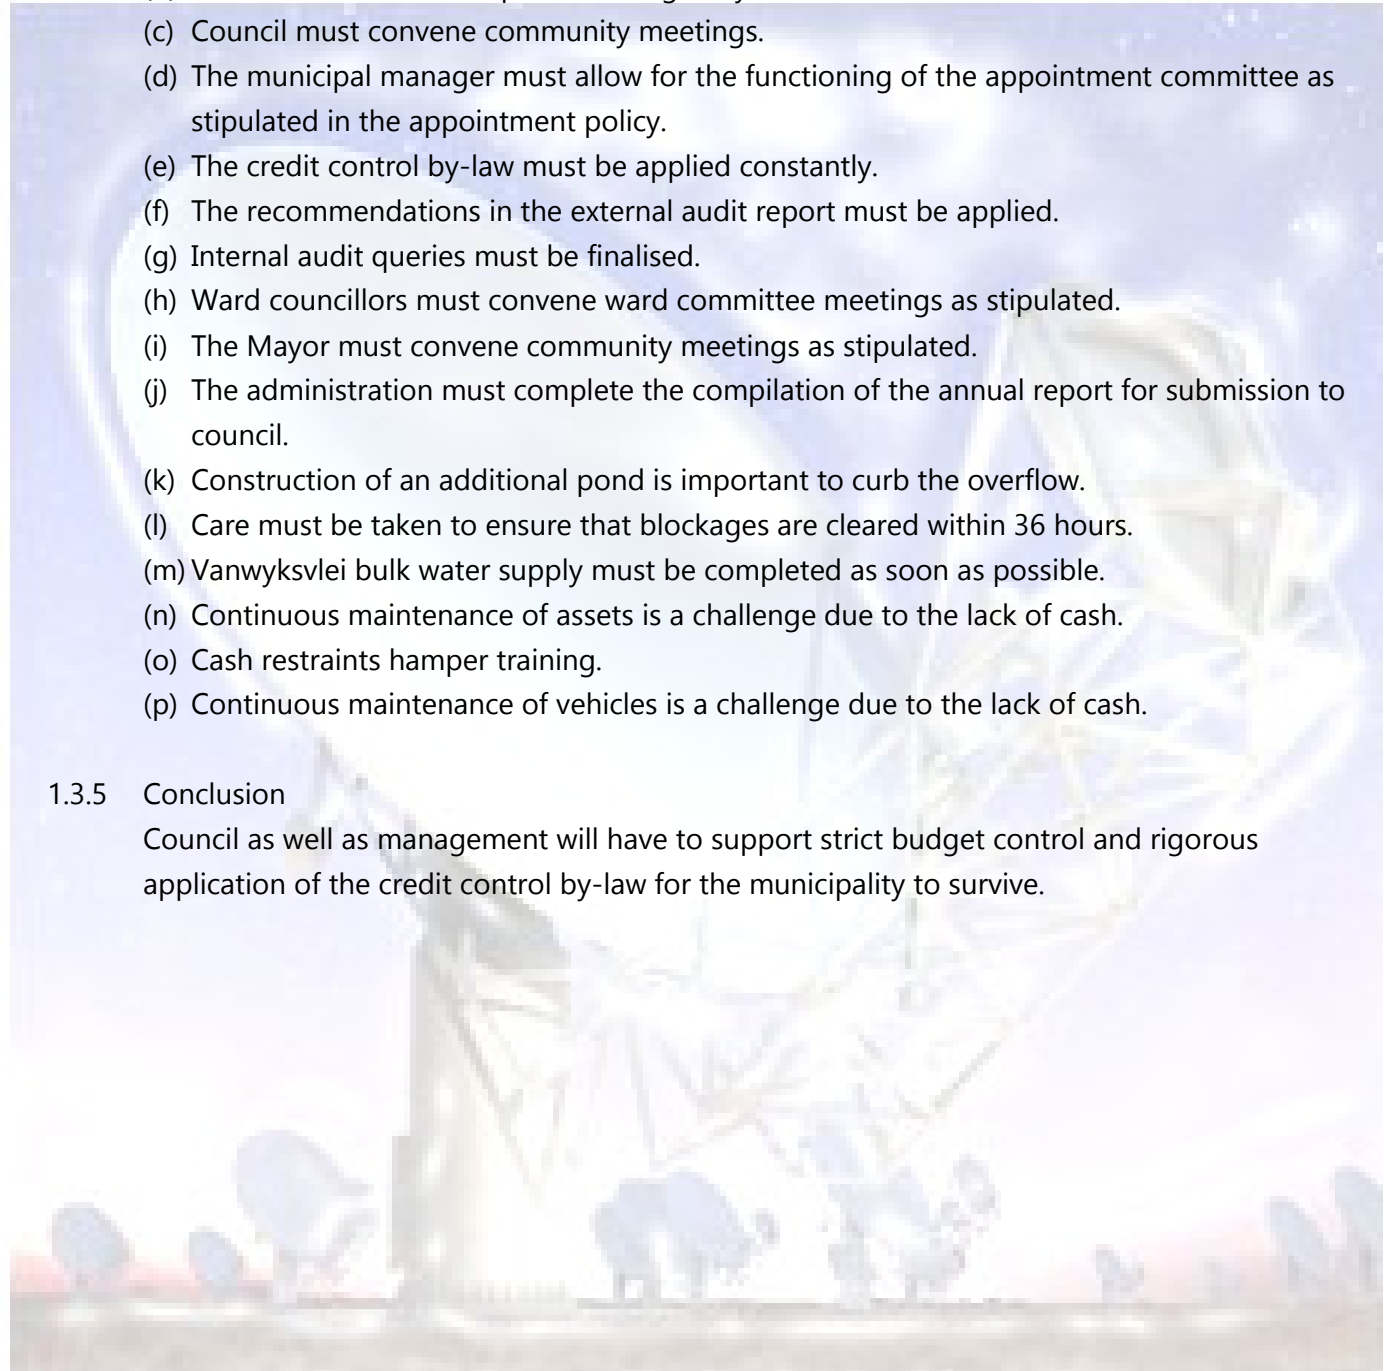 (c) Council must convene community meetings.
(d) The municipal manager must allow for the functioning of the appointment committee as
stipulated in the appointment policy.
(e) The credit control by-law must be applied constantly.
(f) The recommendations in the external audit report must be applied.
(g) Internal audit queries must be finalised.
(h) Ward councillors must convene ward committee meetings as stipulated.
(i) The Mayor must convene community meetings as stipulated.
(j) The administration must complete the compilation of the annual report for submission to
council.
(k) Construction of an additional pond is important to curb the overflow.
(l) Care must be taken to ensure that blockages are cleared within 36 hours.
(m) Vanwyksvlei bulk water supply must be completed as soon as possible.
(n) Continuous maintenance of assets is a challenge due to the lack of cash.
(o) Cash restraints hamper training.
(p) Continuous maintenance of vehicles is a challenge due to the lack of cash.
1.3.5 Conclusion
Council as well as management will have to support strict budget control and rigorous
application of the credit control by-law for the municipality to survive.